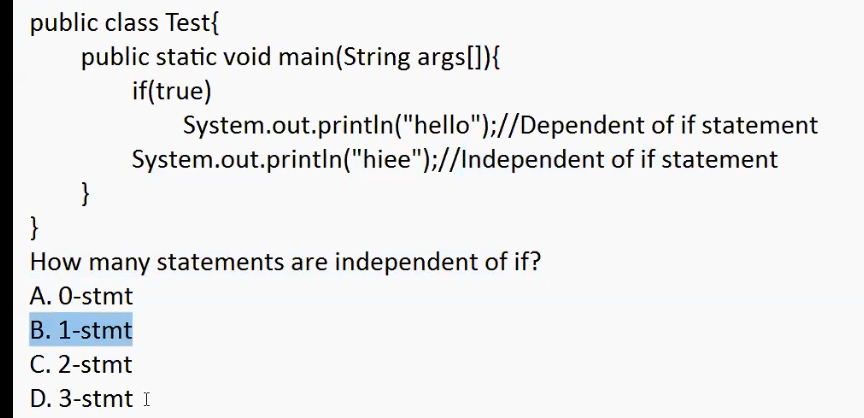 public class Test{
public static void main(String args[]){
if(true)
System.out.println("hello");//Dependent of if statement
System.out.println("hiee");//Independent of if statement
}
}
How many statements are independent of if?
A. 0-stmt
B. 1-stmt
C. 2-stmt
D. 3-stmt